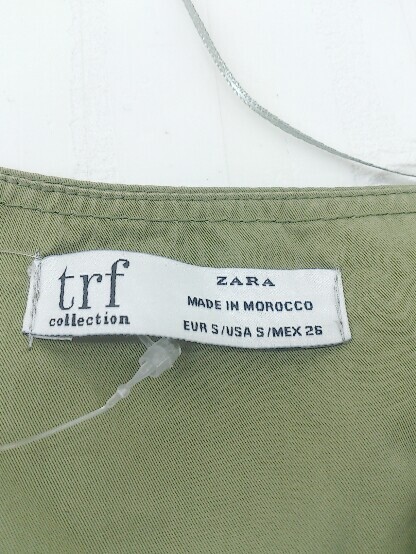 trf
collection
ZARA
MADE IN MOROCCO
EUR S/USA S/MEX 26